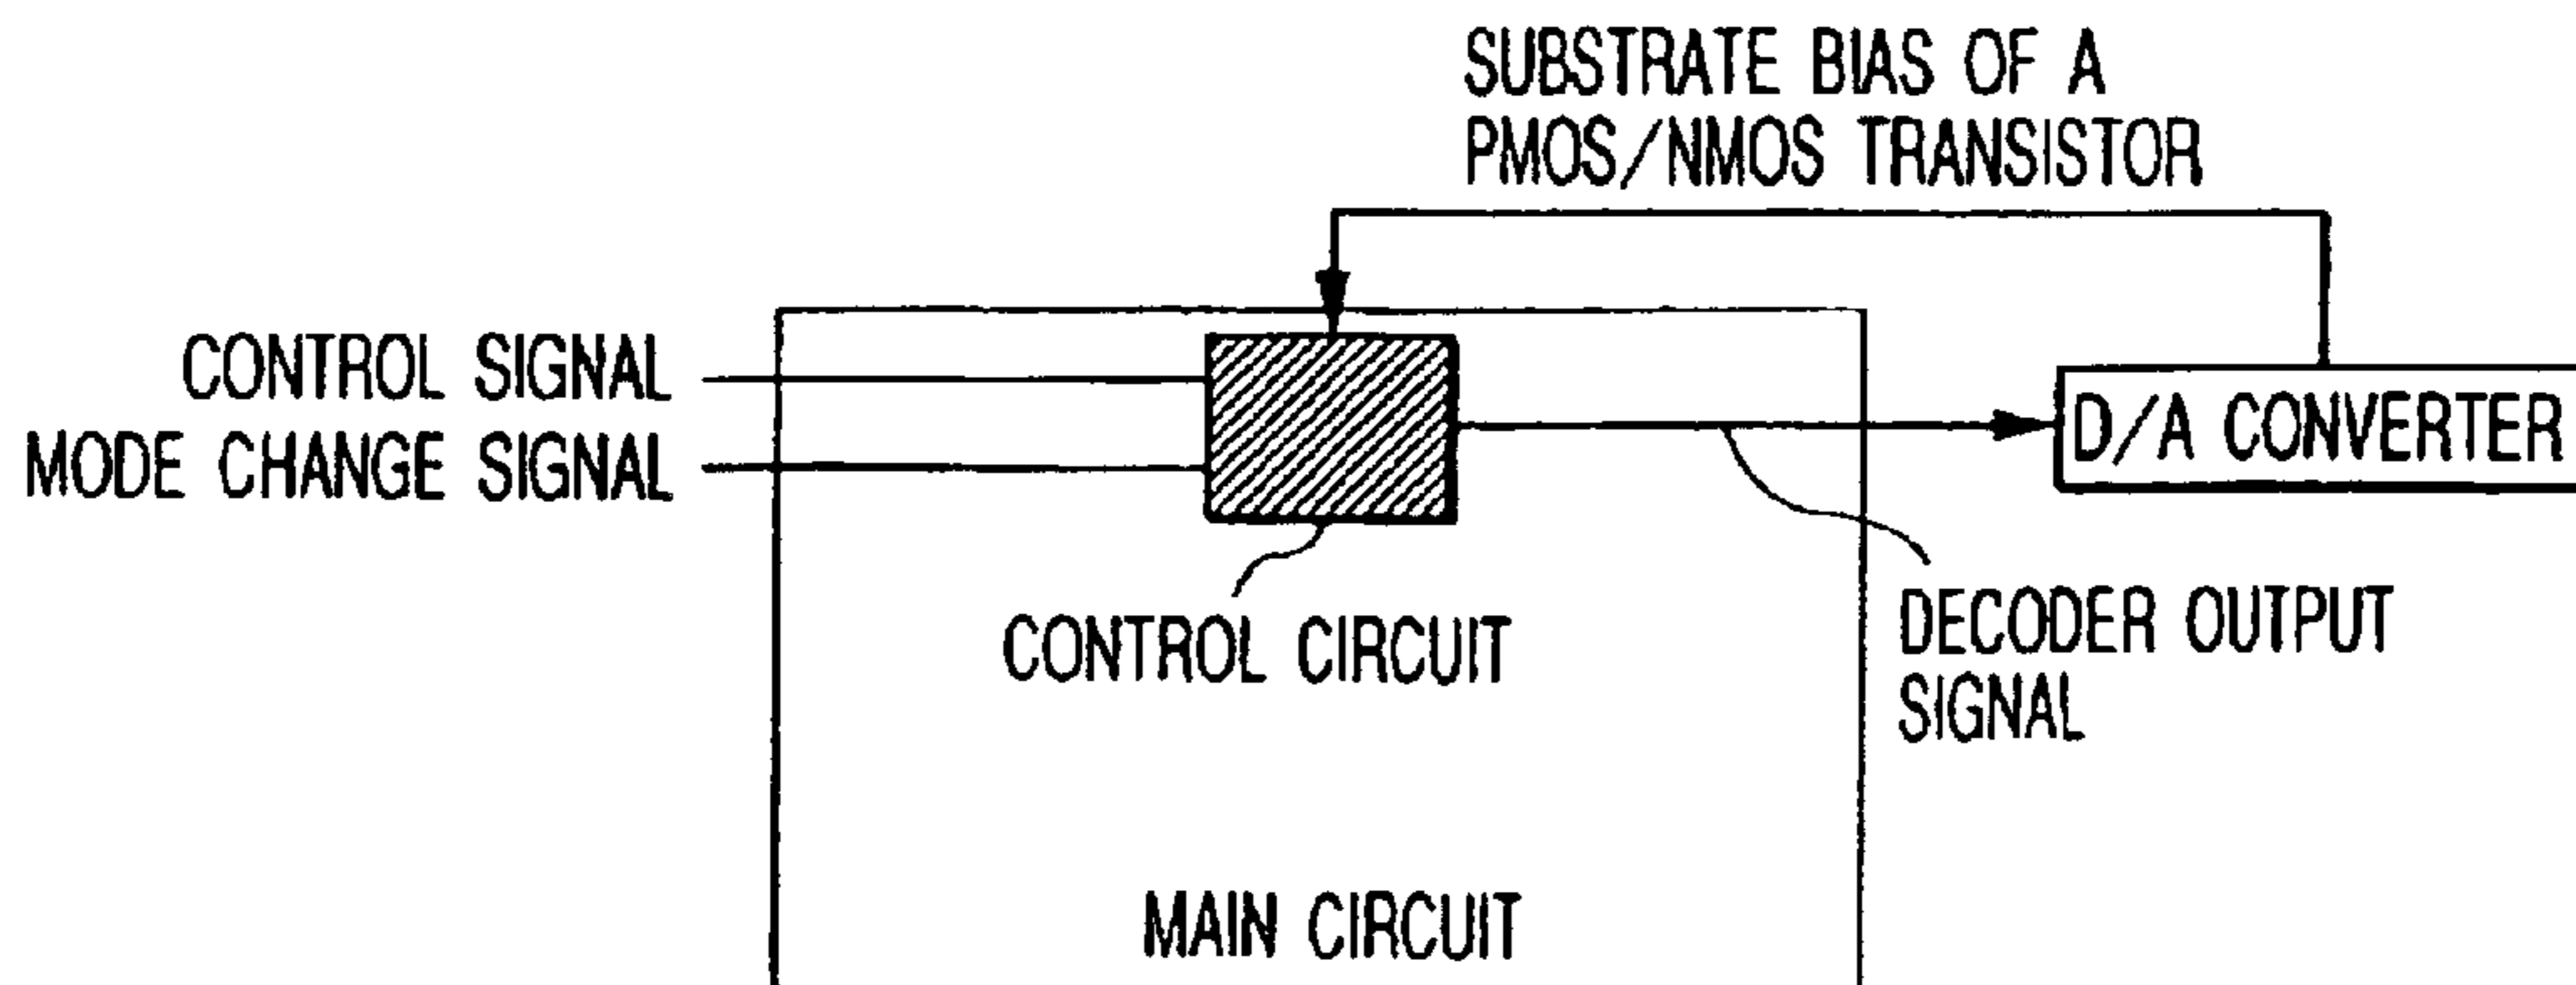 SUBSTRATE BIAS OF A
PMOS/NMOS TRANSISTOR
CONTROL SIGNAL
MODE CHANGE SIGNAL
D/A CONVERTER
CONTROL CIRCUIT
DECODER OUTPUT
SIGNAL
MAIN CIRCUIT